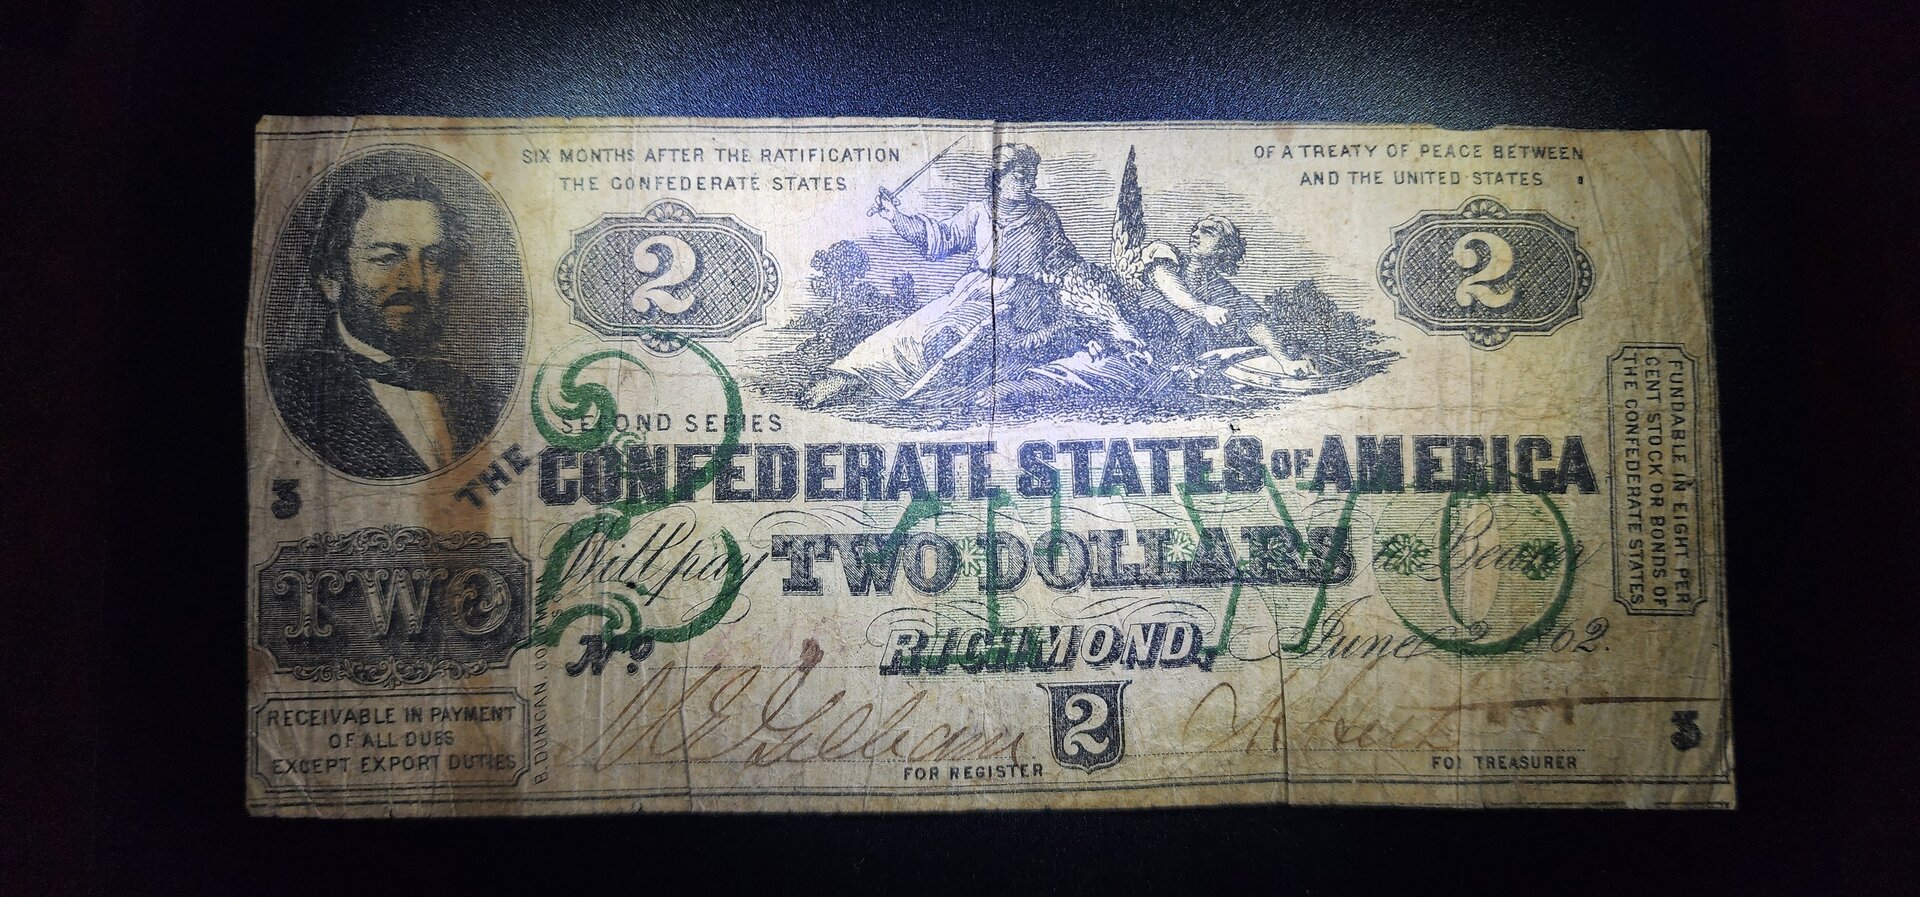 SIX MONTHS AFTER THE RATIFICATION
OF A TREATY OF PEACE BETWEEN
THE CONFEDERATE STATES
AND THE UNITED STATES
2
2
SECOND SERIES
THE CONFEDERATE STATES OF AMERICA
TWO
Will pay TWO DOLLARS to Bearer
RICHMOND, June 2 1862.
No.
3
TWO
RECEIVABLE IN PAYMENT
OF ALL DUES
EXCEPT EXPORT DUTIES
B. DUNCAN. COLUMBIA S
2
FOR REGISTER
FOR TREASURER
3
FUNDABLE IN EIGHT PER
CENT STOCK OR BONDS OF
THE CONFEDERATE STATES